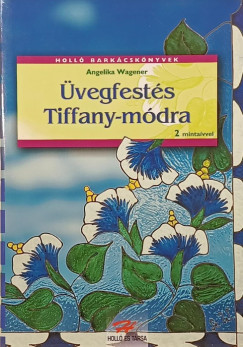 HOLLÓ BARKÁCSKÖNYVEK
Angelika Wagener
Üvegfestés
Tiffany-módra
2 mintaívvel
HOLLÓ ÉS TÁRSA